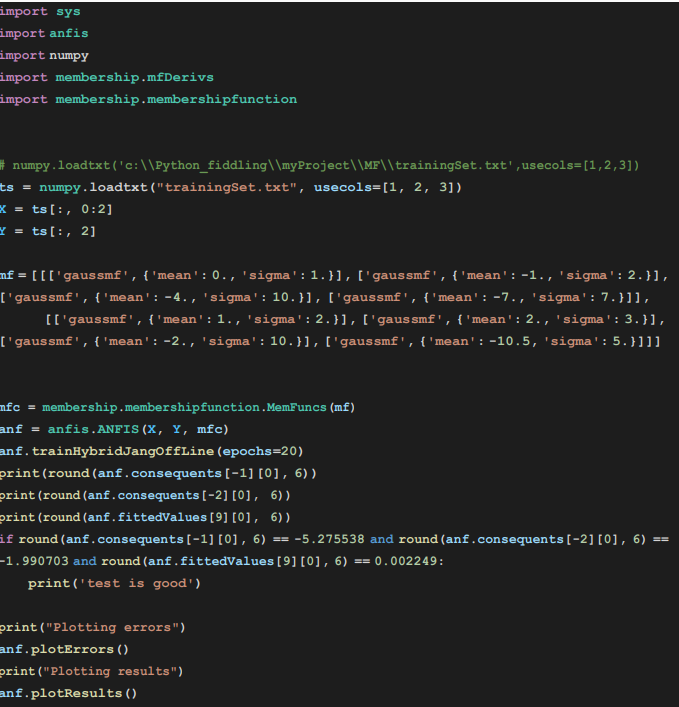 import sys
import anfis
import numpy
import membership.mfDerivs
import membership.membershipfunction
# numpy.loadtxt('c:\\Python_fiddling\\myProject\\MF\\trainingSet.txt',usecols=[1,2,3])
ts = numpy.loadtxt("trainingSet.txt", usecols=[1, 2, 3])
X = ts[:, 0:2]
Y = ts[:, 2]
mf = [[['gaussmf', {'mean': 0., 'sigma': 1.}], ['gaussmf', {'mean': -1., 'sigma': 2.}],
['gaussmf', {'mean': -4., 'sigma': 10.}], ['gaussmf', {'mean': -7., 'sigma': 7.}]],
[['gaussmf', {'mean': 1., 'sigma': 2.}], ['gaussmf', {'mean': 2., 'sigma': 3.}],
['gaussmf', {'mean': -2., 'sigma': 10.}], ['gaussmf', {'mean': -10.5, 'sigma': 5.}]]]
mfc = membership.membershipfunction.MemFuncs(mf)
anf = anfis.ANFIS(X, Y, mfc)
anf.trainHybridJangOffLine(epochs=20)
print(round(anf.consequents[-1][0], 6))
print(round(anf.consequents[-2][0], 6))
print(round(anf.fittedValues[9][0], 6))
if round(anf.consequents[-1][0], 6) == -5.275538 and round(anf.consequents[-2][0], 6) ==
-1.990703 and round(anf.fittedValues[9][0], 6) == 0.002249:
print('test is good')
print("Plotting errors")
anf.plotErrors()
print("Plotting results")
anf.plotResults()